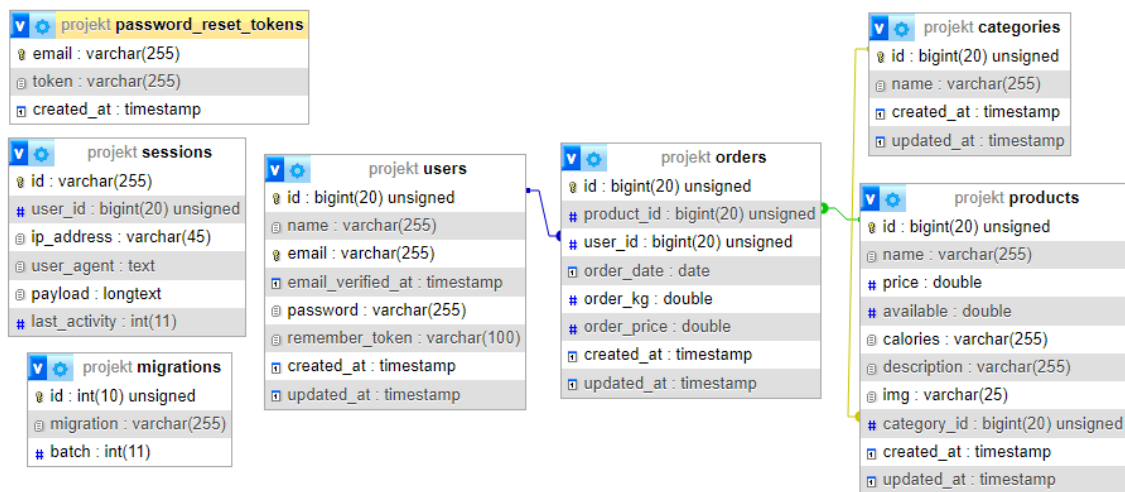 projekt password_reset_tokens
email : varchar(255)
token : varchar(255)
created_at : timestamp
projekt sessions
id : varchar(255)
# user_id : bigint(20) unsigned
ip_address : varchar(45)
user_agent : text
payload : longtext
# last_activity : int(11)
projekt migrations
id : int(10) unsigned
migration : varchar(255)
# batch : int(11)
projekt users
id : bigint(20) unsigned
name : varchar(255)
email : varchar(255)
email_verified_at : timestamp
password : varchar(255)
remember_token : varchar(100)
created_at : timestamp
updated_at : timestamp
projekt orders
id : bigint(20) unsigned
# product_id : bigint(20) unsigned
# user_id : bigint(20) unsigned
order_date : date
# order_kg : double
# order_price : double
created_at : timestamp
updated_at : timestamp
projekt categories
id : bigint(20) unsigned
name : varchar(255)
created_at : timestamp
updated_at : timestamp
projekt products
id : bigint(20) unsigned
name : varchar(255)
# price : double
# available : double
calories : varchar(255)
description : varchar(255)
img : varchar(25)
# category_id : bigint(20) unsigned
created_at : timestamp
updated_at : timestamp